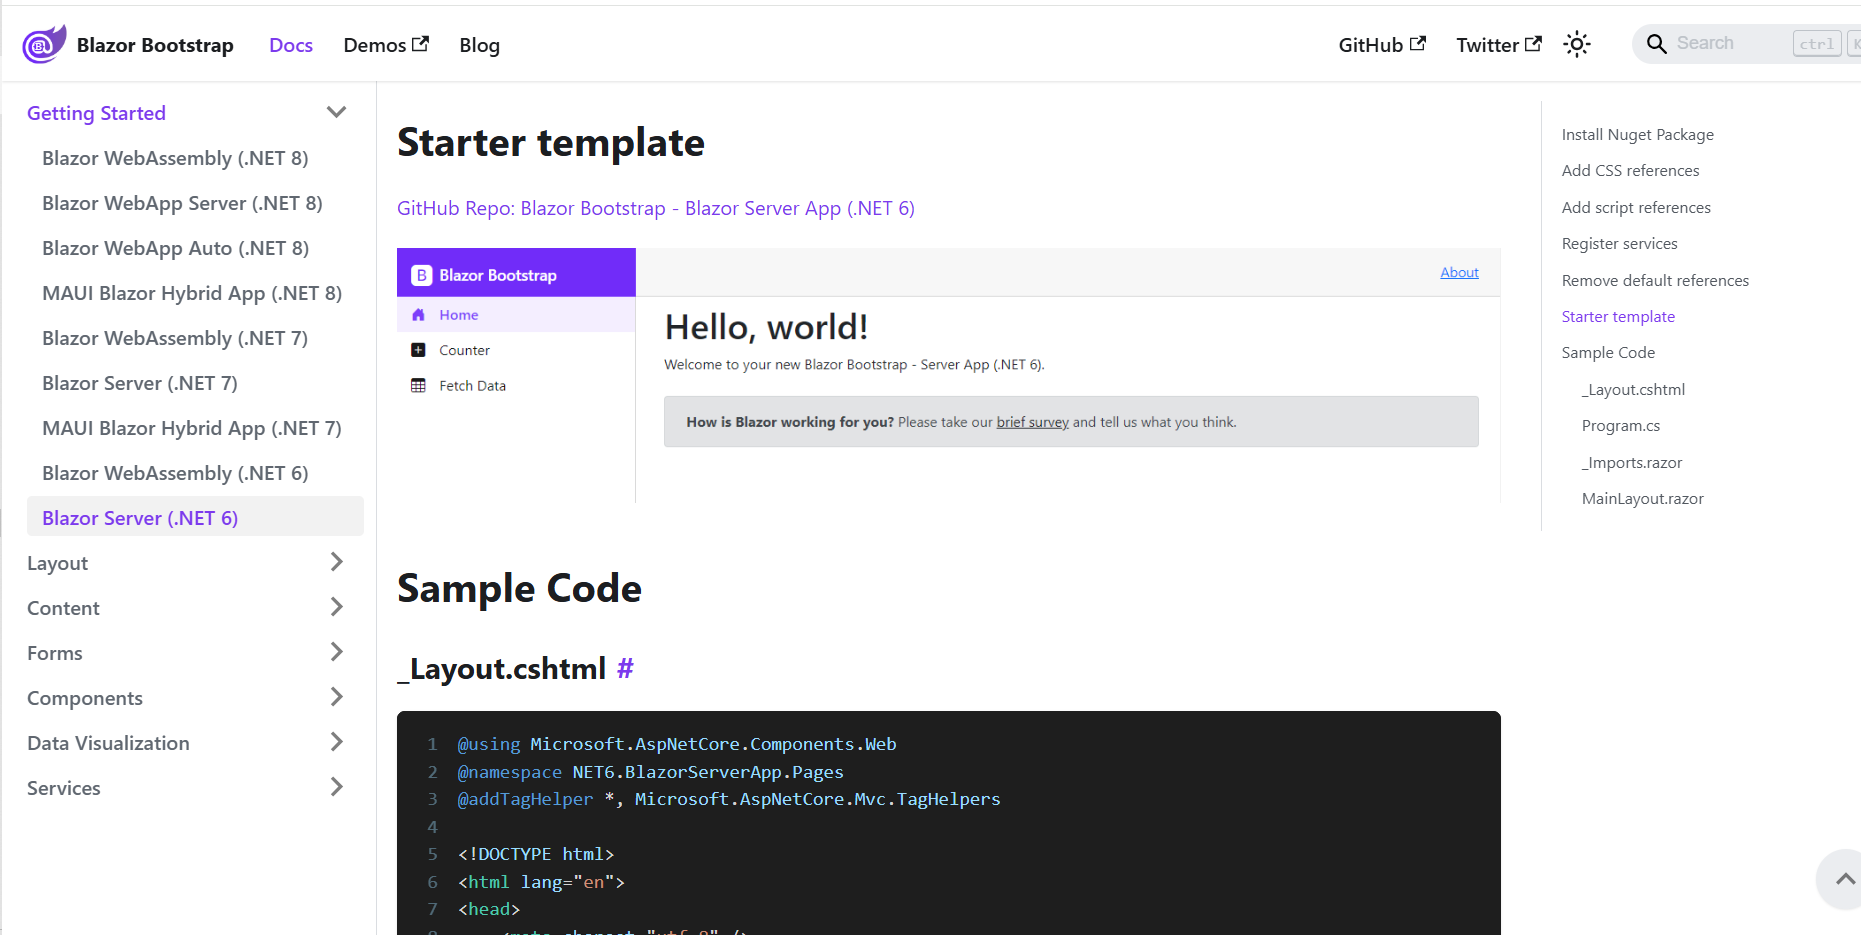 Blazor Bootstrap Docs Demos Blog GitHub Twitter Search ctrl K
Getting Started
Blazor WebAssembly (.NET 8)
Blazor WebApp Server (.NET 8)
Blazor WebApp Auto (.NET 8)
MAUI Blazor Hybrid App (.NET 8)
Blazor WebAssembly (.NET 7)
Blazor Server (.NET 7)
MAUI Blazor Hybrid App (.NET 7)
Blazor WebAssembly (.NET 6)
Blazor Server (.NET 6)
Layout
Content
Forms
Components
Data Visualization
Services
Starter template
GitHub Repo: Blazor Bootstrap - Blazor Server App (.NET 6)
B Blazor Bootstrap
Home
Counter
Fetch Data
About
Hello, world!
Welcome to your new Blazor Bootstrap - Server App (.NET 6).
How is Blazor working for you? Please take our brief survey and tell us what you think.
Sample Code
_Layout.cshtml #
1 @using Microsoft.AspNetCore.Components.Web
2 @namespace NET6.BlazorServerApp.Pages
3 @addTagHelper *, Microsoft.AspNetCore.Mvc.TagHelpers
4
5 <!DOCTYPE html>
6 <html lang="en">
7 <head>
8 <meta charset="utf-8" />
Install Nuget Package
Add CSS references
Add script references
Register services
Remove default references
Starter template
Sample Code
_Layout.cshtml
Program.cs
_Imports.razor
MainLayout.razor